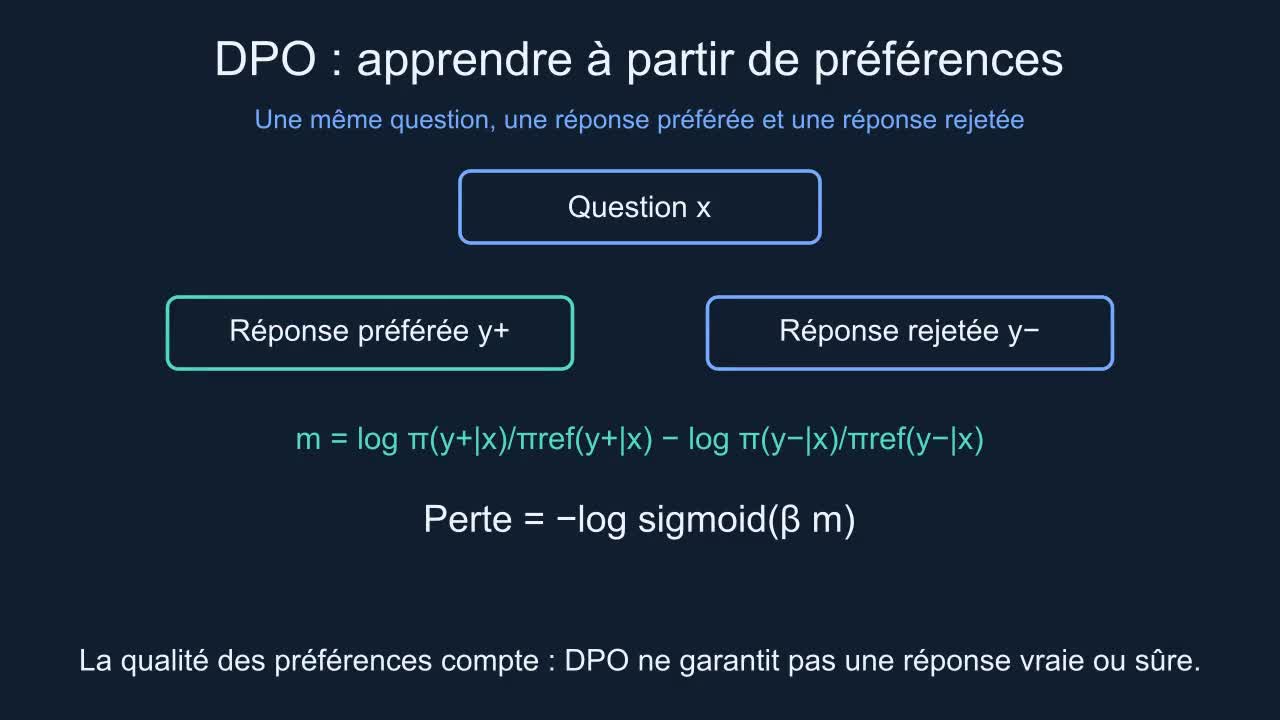 DPO : apprendre à partir de préférences
Une même question, une réponse préférée et une réponse rejetée
Question x
Réponse préférée y+
Réponse rejetée y−
m = log π(y+|x)/πref(y+|x) − log π(y−|x)/πref(y−|x)
Perte = −log sigmoid(β m)
La qualité des préférences compte : DPO ne garantit pas une réponse vraie ou sûre.